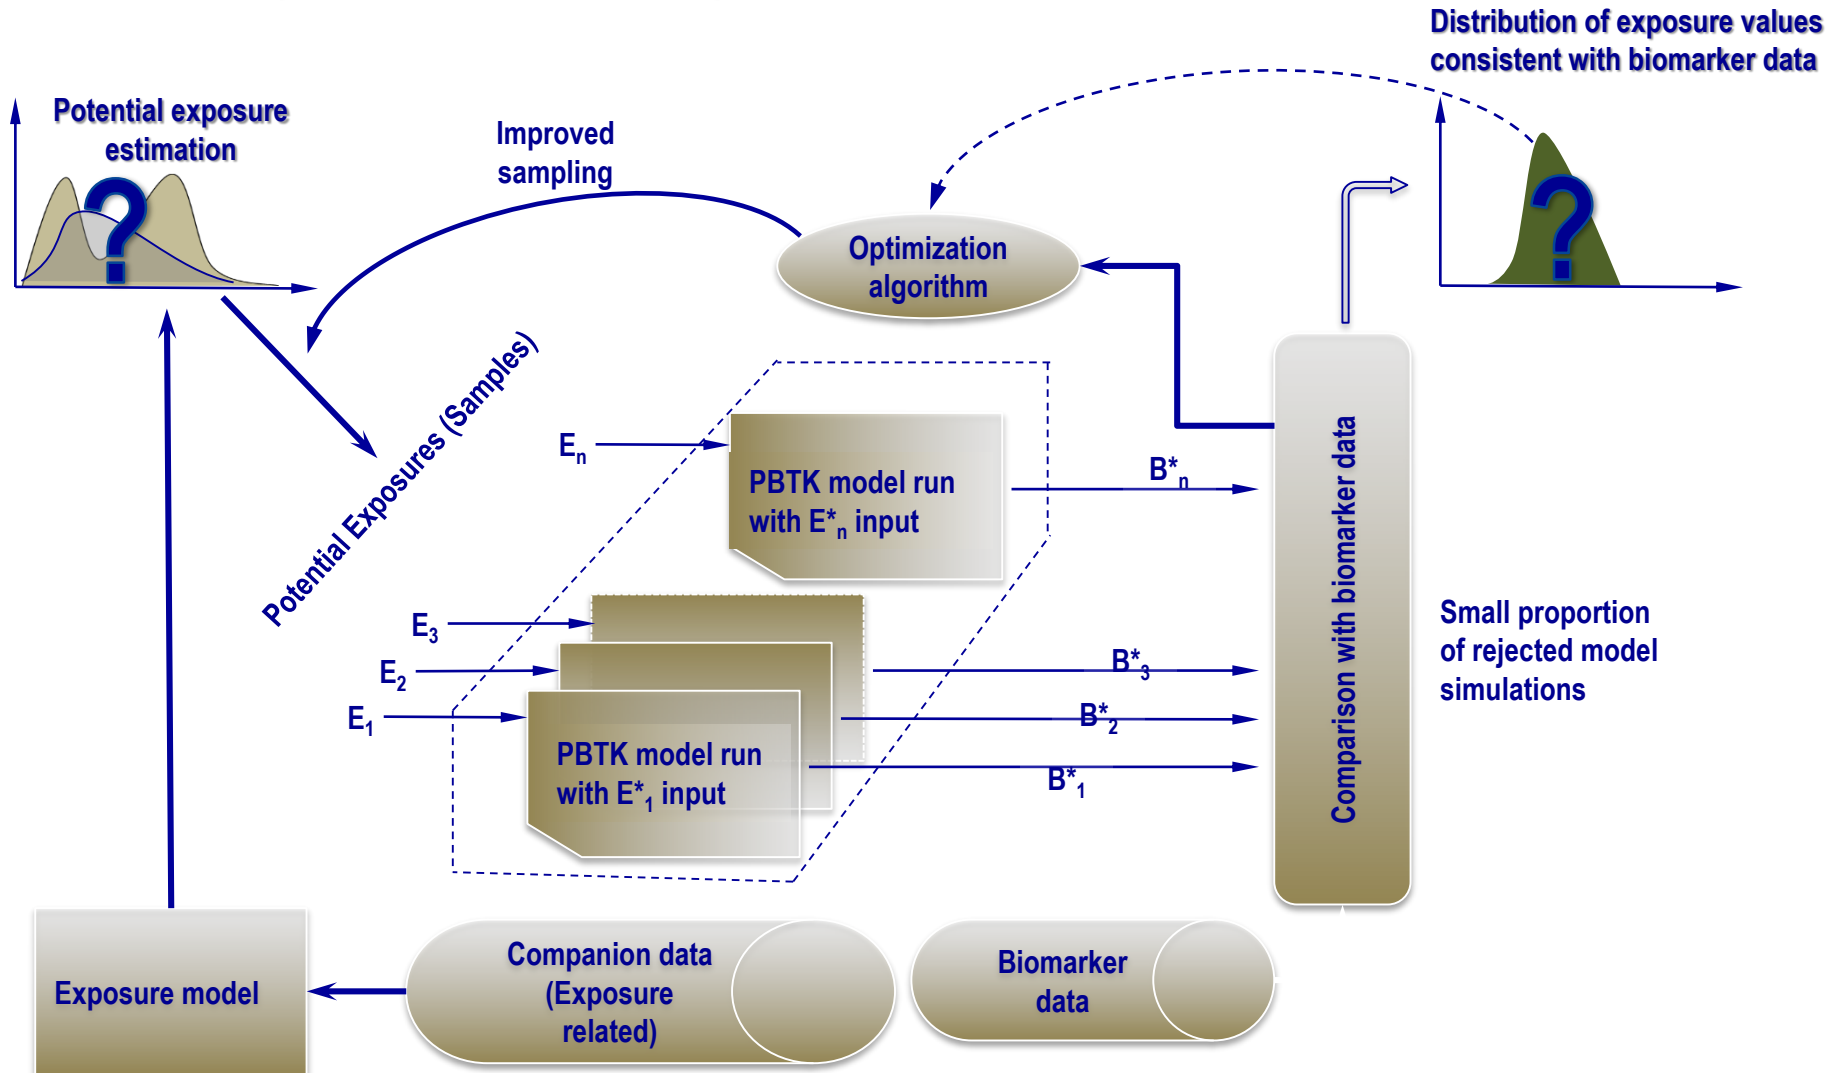 Distribution of exposure values
consistent with biomarker data
Potential exposure
estimation
?
Improved
sampling
Optimization
algorithm
?
Potential Exposures (Samples)
Eₙ
PBTK model run
with E*ₙ input
B*ₙ
Comparison with biomarker data
E₃
E₂
E₁
PBTK model run
with E*₁ input
B*₃
B*₂
B*₁
Small proportion
of rejected model
simulations
Exposure model
Companion data
(Exposure
related)
Biomarker
data